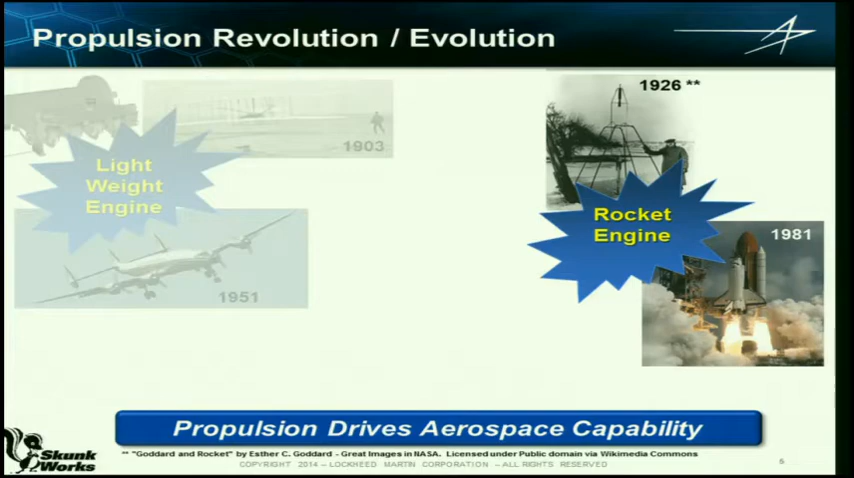 Propulsion Revolution / Evolution
1926 **
1903
Light
Weight
Engine
Rocket
Engine
1981
1951
Propulsion Drives Aerospace Capability
Skunk
Works
** "Goddard and Rocket" by Esther C. Goddard - Great Images in NASA. Licensed under Public domain via Wikimedia Commons
COPYRIGHT 2014 – LOCKHEED MARTIN CORPORATION – ALL RIGHTS RESERVED
6